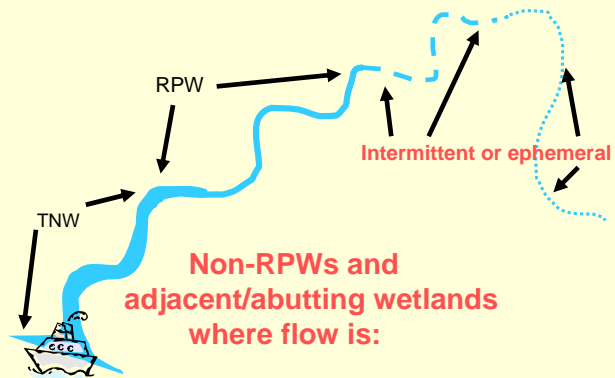 RPW
Intermittent or ephemeral
TNW
Non-RPWs and
adjacent/abutting wetlands
where flow is: